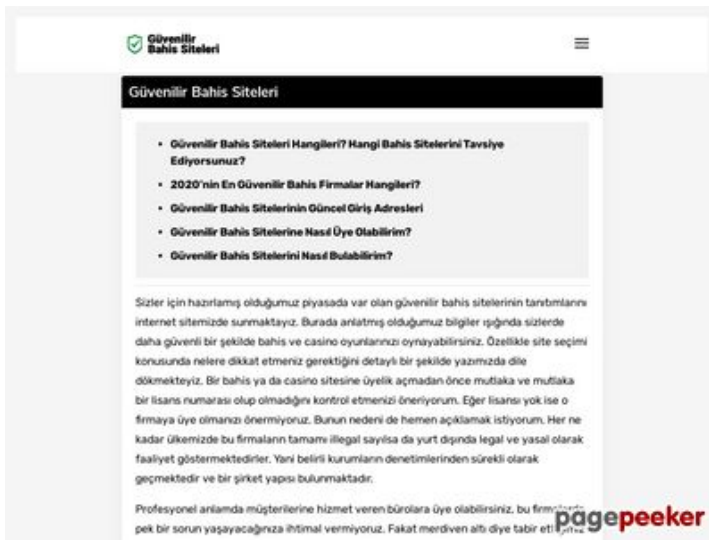 Güvenilir
Bahis Siteleri
Güvenilir Bahis Siteleri
• Güvenilir Bahis Siteleri Hangileri? Hangi Bahis Sitelerini Tavsiye
Ediyorsunuz?
• 2020'nin En Güvenilir Bahis Firmalar Hangileri?
• Güvenilir Bahis Sitelerinin Güncel Giriş Adresleri
• Güvenilir Bahis Sitelerine Nasıl Üye Olabilirim?
• Güvenilir Bahis Sitelerini Nasıl Bulabilirim?
Sizler için hazırlamış olduğumuz piyasada var olan güvenilir bahis sitelerinin tanıtımlarını
internet sitemizde sunmaktayız. Burada anlatmış olduğumuz bilgiler ışığında sizlerde
daha güvenli bir şekilde bahis ve casino oyunlarınızı oynayabilirsiniz. Özellikle site seçimi
konusunda nelere dikkat etmeniz gerektiğini detaylı bir şekilde yazımızda dile
dökmekteyiz. Bir bahis ya da casino sitesine üyelik açmadan önce mutlaka ve mutlaka
bir lisans numarası olup olmadığını kontrol etmenizi öneriyorum. Eğer lisansı yok ise o
firmaya üye olmanızı önermiyoruz. Bunun nedeni de hemen açıklamak istiyorum. Her ne
kadar ülkemizde bu firmaların tamamı illegal sayılsa da yurt dışında legal ve yasal olarak
faaliyet göstermektedirler. Yani belirli kurumların denetimlerinden sürekli olarak
geçmektedir ve bir şirket yapısı bulunmaktadır.
Profesyonel anlamda müşterilerine hizmet veren bürolara üye olabilirsiniz, bu
pek bir sorun yaşayacağınıza ihtimal vermiyoruz. Fakat merdiven altı diye tabir
pagepeeker